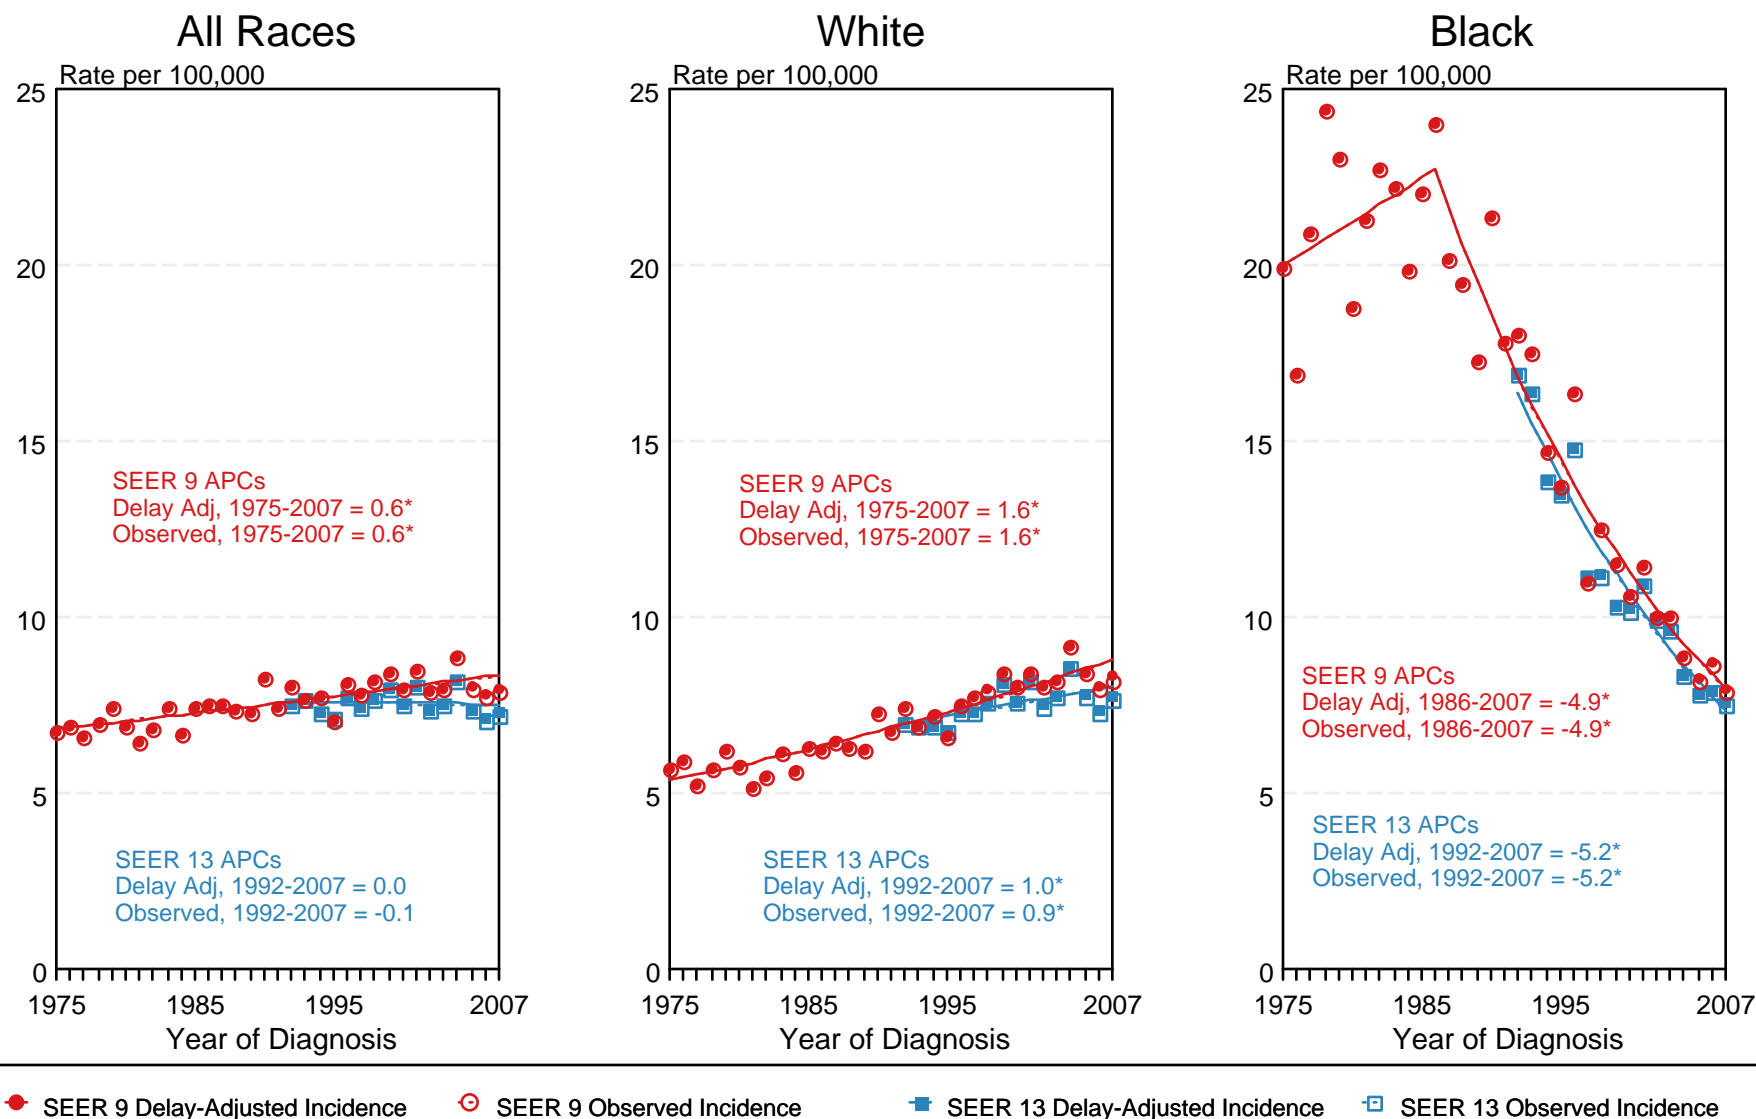 All Races
Rate per 100,000
25
20
15
10
5
0
SEER 9 APCs
Delay Adj, 1975-2007 = 0.6*
Observed, 1975-2007 = 0.6*
SEER 13 APCs
Delay Adj, 1992-2007 = 0.0
Observed, 1992-2007 = -0.1
1975 1985 1995 2007
Year of Diagnosis
White
Rate per 100,000
25
20
15
10
5
0
SEER 9 APCs
Delay Adj, 1975-2007 = 1.6*
Observed, 1975-2007 = 1.6*
SEER 13 APCs
Delay Adj, 1992-2007 = 1.0*
Observed, 1992-2007 = 0.9*
1975 1985 1995 2007
Year of Diagnosis
Black
Rate per 100,000
25
20
15
10
5
0
SEER 9 APCs
Delay Adj, 1986-2007 = -4.9*
Observed, 1986-2007 = -4.9*
SEER 13 APCs
Delay Adj, 1992-2007 = -5.2*
Observed, 1992-2007 = -5.2*
1975 1985 1995 2007
Year of Diagnosis
SEER 9 Delay-Adjusted Incidence SEER 9 Observed Incidence SEER 13 Delay-Adjusted Incidence SEER 13 Observed Incidence